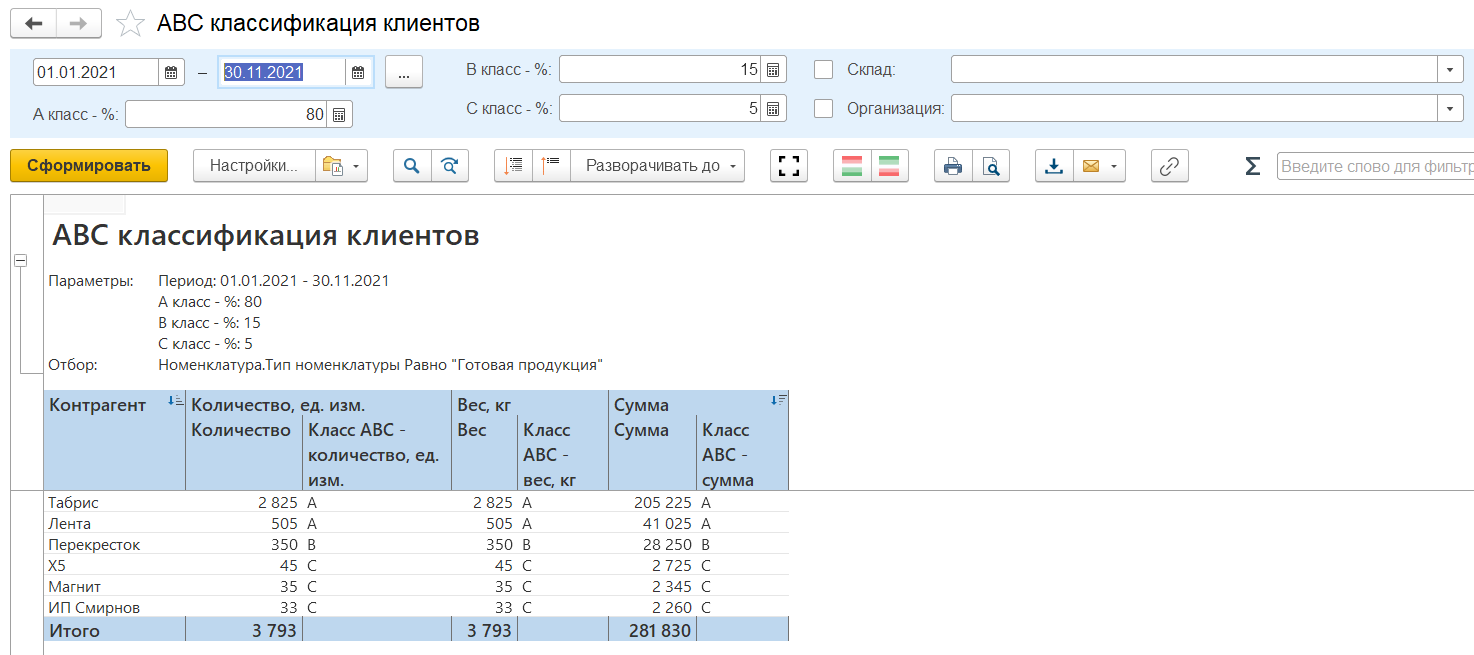 АВС классификация клиентов
01.01.2021 – 30.11.2021 ...
В класс - %: 15
Склад:
А класс - %: 80
С класс - %: 5
Организация:
Сформировать Настройки... Разворачивать до Σ Введите слово для фильтр
АВС классификация клиентов
Параметры: Период: 01.01.2021 - 30.11.2021
А класс - %: 80
В класс - %: 15
С класс - %: 5
Отбор: Номенклатура.Тип номенклатуры Равно "Готовая продукция"
Контрагент Количество, ед. изм. Вес, кг Сумма
Количество Класс АВС - количество, ед. изм. Вес Класс АВС - вес, кг Сумма Класс АВС - сумма
Табрис 2 825 A 2 825 A 205 225 A
Лента 505 A 505 A 41 025 A
Перекресток 350 B 350 B 28 250 B
X5 45 C 45 C 2 725 C
Магнит 35 C 35 C 2 345 C
ИП Смирнов 33 C 33 C 2 260 C
Итого 3 793 3 793 281 830